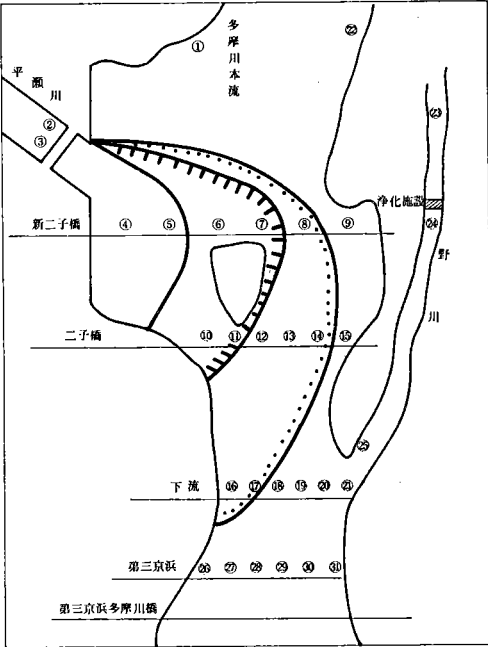 ①
多摩川本流
㉒
平瀬川
②
③
㉓
浄化施設
新二子橋 ④ ⑤ ⑥ ⑦ ⑧ ⑨ ㉔
野川
二子橋 ⑩ ⑪ ⑫ ⑬ ⑭ ⑮
㉕
下流 ⑯ ⑰ ⑱ ⑲ ⑳ ㉑
第三京浜 ㉖ ㉗ ㉘ ㉙ ㉚ ㉛
第三京浜多摩川橋